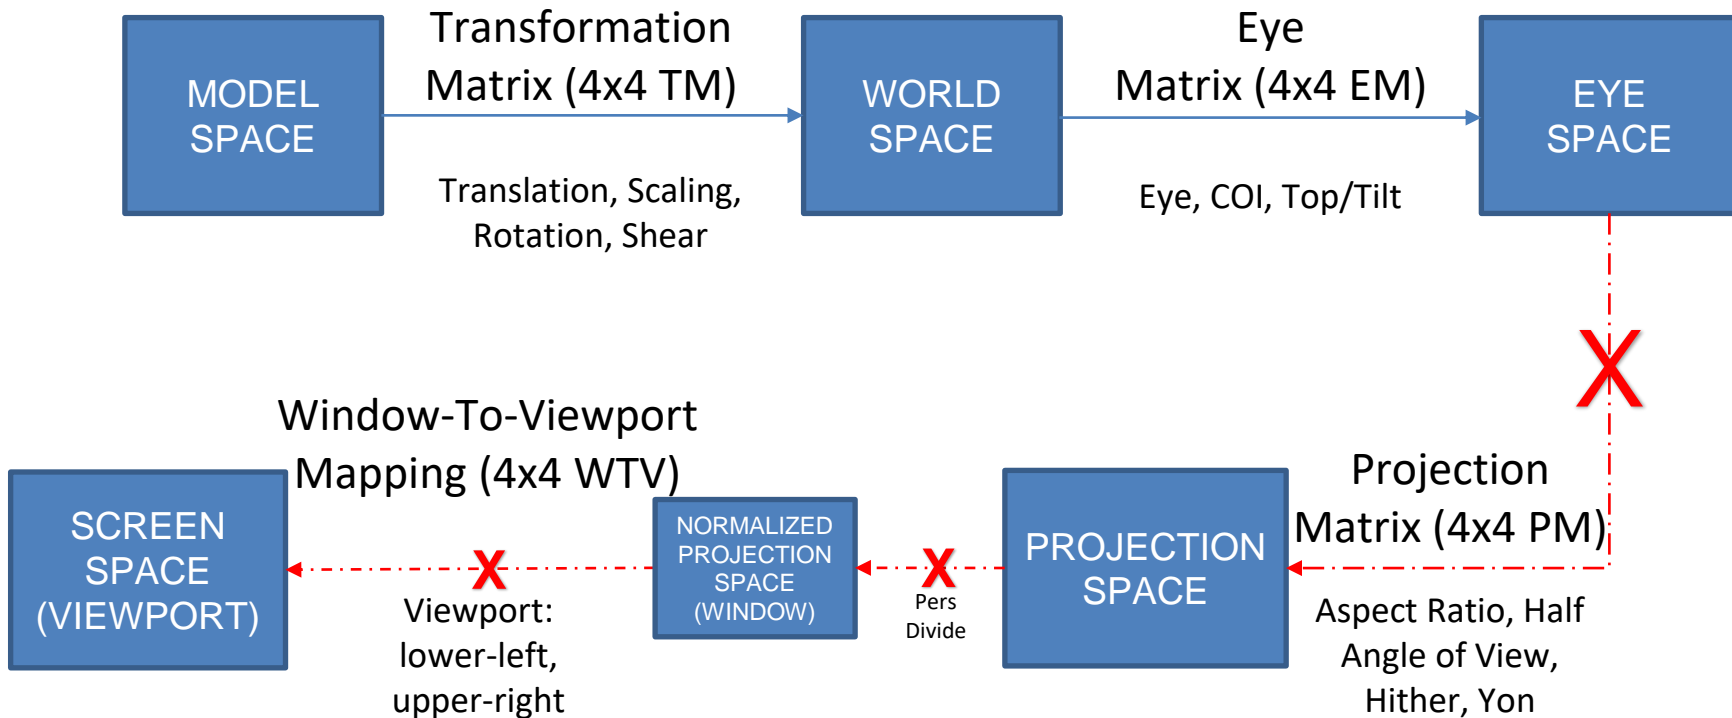 MODEL
SPACE
Transformation
Matrix (4x4 TM)
Translation, Scaling,
Rotation, Shear
WORLD
SPACE
Eye
Matrix (4x4 EM)
Eye, COI, Top/Tilt
EYE
SPACE
X
Projection
Matrix (4x4 PM)
Aspect Ratio, Half
Angle of View,
Hither, Yon
PROJECTION
SPACE
X
Pers
Divide
NORMALIZED
PROJECTION
SPACE
(WINDOW)
Window-To-Viewport
Mapping (4x4 WTV)
X
Viewport:
lower-left,
upper-right
SCREEN
SPACE
(VIEWPORT)